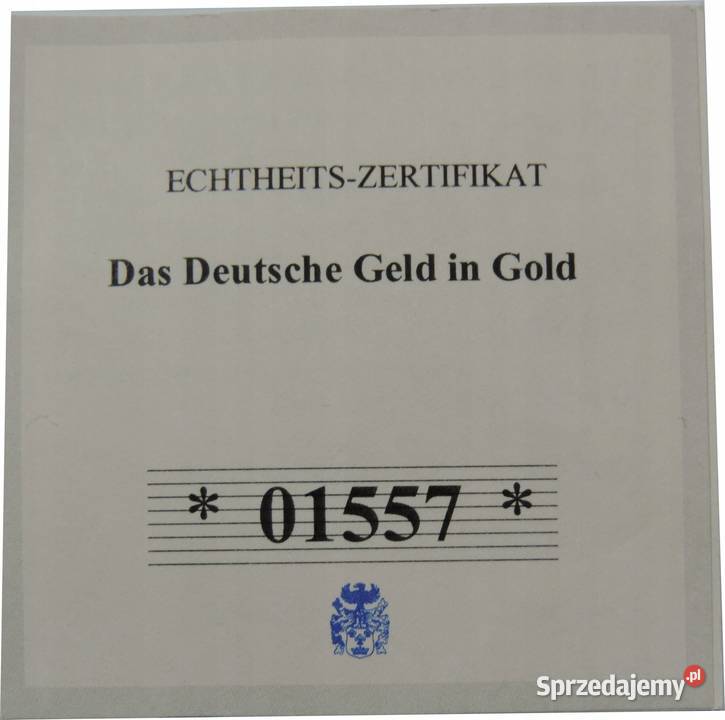 ECHTHEITS-ZERTIFIKAT
Das Deutsche Geld in Gold
* 01557 *
Sprzedajemy.pl